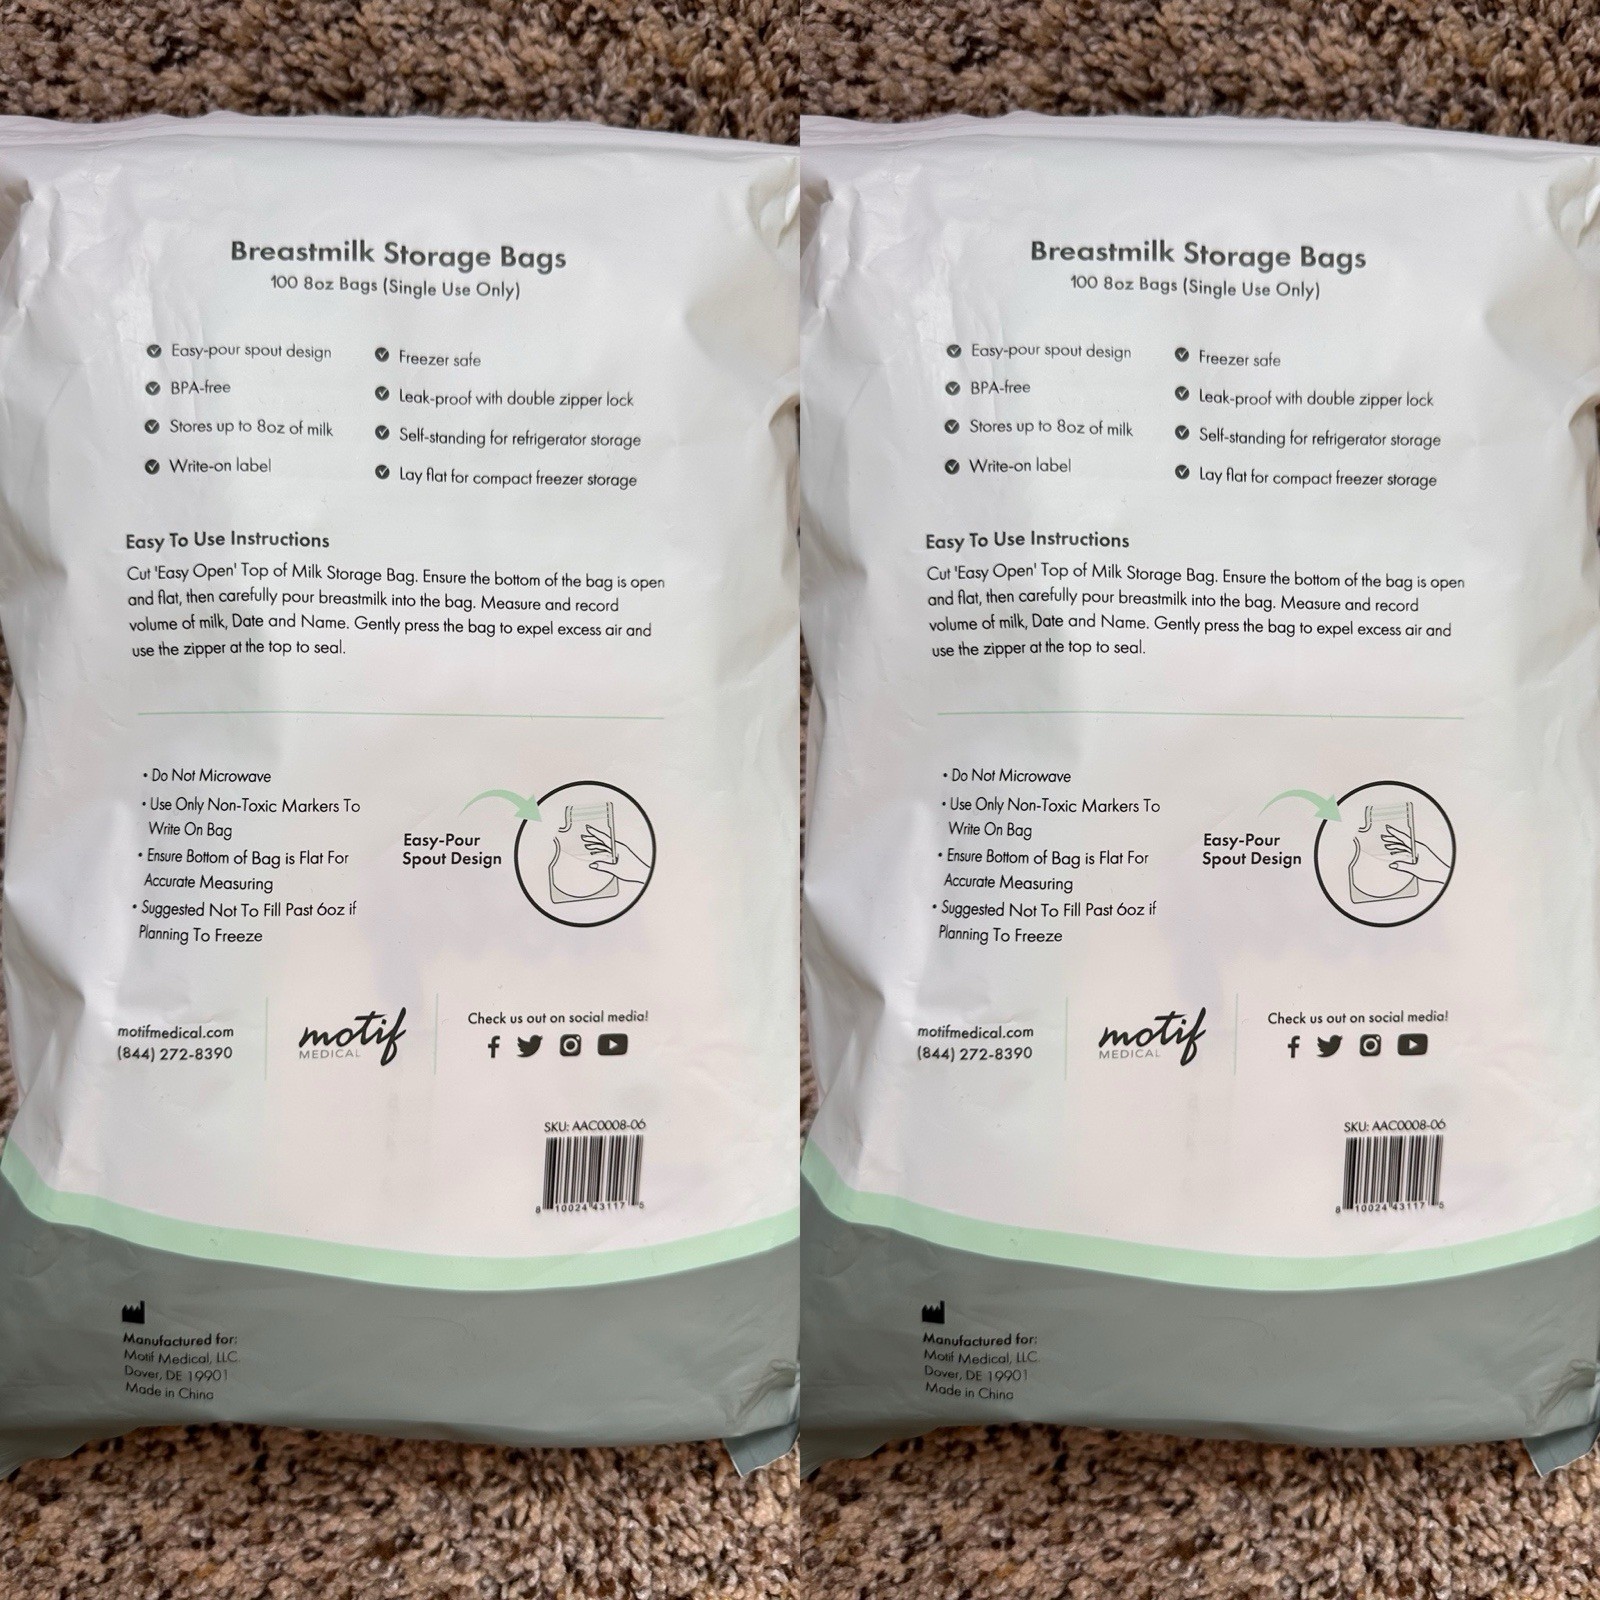 Breastmilk Storage Bags
100 8oz Bags (Single Use Only)
Easy-pour spout design
BPA-free
Stores up to 8oz of milk
Write-on label
Freezer safe
Leak-proof with double zipper lock
Self-standing for refrigerator storage
Lay flat for compact freezer storage
Easy To Use Instructions
Cut 'Easy Open' Top of Milk Storage Bag. Ensure the bottom of the bag is open
and flat, then carefully pour breastmilk into the bag. Measure and record
volume of milk, Date and Name. Gently press the bag to expel excess air and
use the zipper at the top to seal.
• Do Not Microwave
• Use Only Non-Toxic Markers To
Write On Bag
• Ensure Bottom of Bag is Flat For
Accurate Measuring
• Suggested Not To Fill Past 6oz if
Planning To Freeze
Easy-Pour
Spout Design
motifmedical.com
(844) 272-8390
motif
MEDICAL
Check us out on social media!
SKU: AAC0008-06
8 10024 43117 5
Manufactured for:
Motif Medical, LLC.
Dover, DE 19901
Made in China
Breastmilk Storage Bags
100 8oz Bags (Single Use Only)
Easy-pour spout design
BPA-free
Stores up to 8oz of milk
Write-on label
Freezer safe
Leak-proof with double zipper lock
Self-standing for refrigerator storage
Lay flat for compact freezer storage
Easy To Use Instructions
Cut 'Easy Open' Top of Milk Storage Bag. Ensure the bottom of the bag is open
and flat, then carefully pour breastmilk into the bag. Measure and record
volume of milk, Date and Name. Gently press the bag to expel excess air and
use the zipper at the top to seal.
• Do Not Microwave
• Use Only Non-Toxic Markers To
Write On Bag
• Ensure Bottom of Bag is Flat For
Accurate Measuring
• Suggested Not To Fill Past 6oz if
Planning To Freeze
Easy-Pour
Spout Design
motifmedical.com
(844) 272-8390
motif
MEDICAL
Check us out on social media!
SKU: AAC0008-06
8 10024 43117 5
Manufactured for:
Motif Medical, LLC.
Dover, DE 19901
Made in China